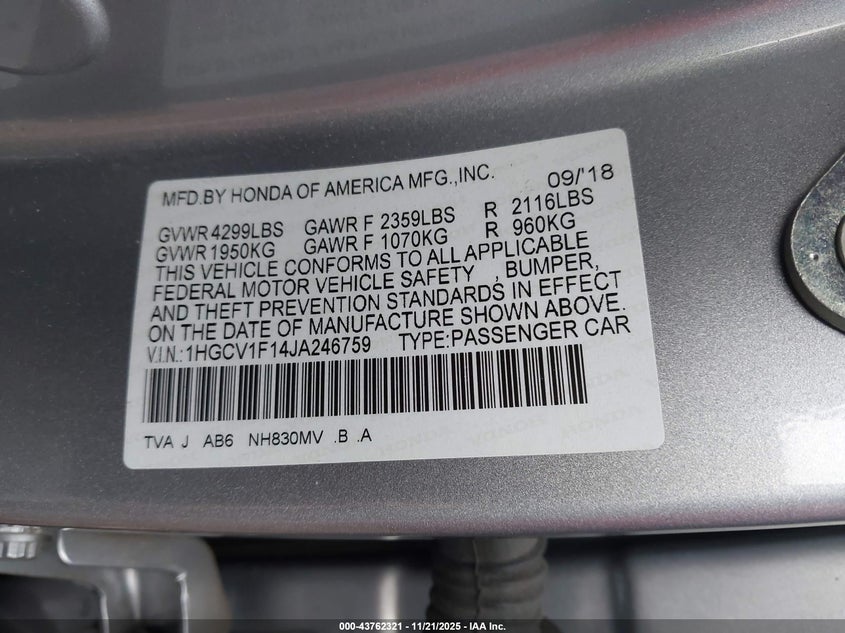 MFD.BY HONDA OF AMERICA MFG.,INC. 09/'18
GVWR 4299LBS GAWR F 2359LBS R 2116LBS
GVWR 1950KG GAWR F 1070KG R 960KG
THIS VEHICLE CONFORMS TO ALL APPLICABLE
FEDERAL MOTOR VEHICLE SAFETY , BUMPER,
AND THEFT PREVENTION STANDARDS IN EFFECT
ON THE DATE OF MANUFACTURE SHOWN ABOVE.
V.I.N.:1HGCV1F14JA246759 TYPE:PASSENGER CAR
TVA J AB6 NH830MV .B .A
000-43762321 - 11/21/2025 - IAA Inc.